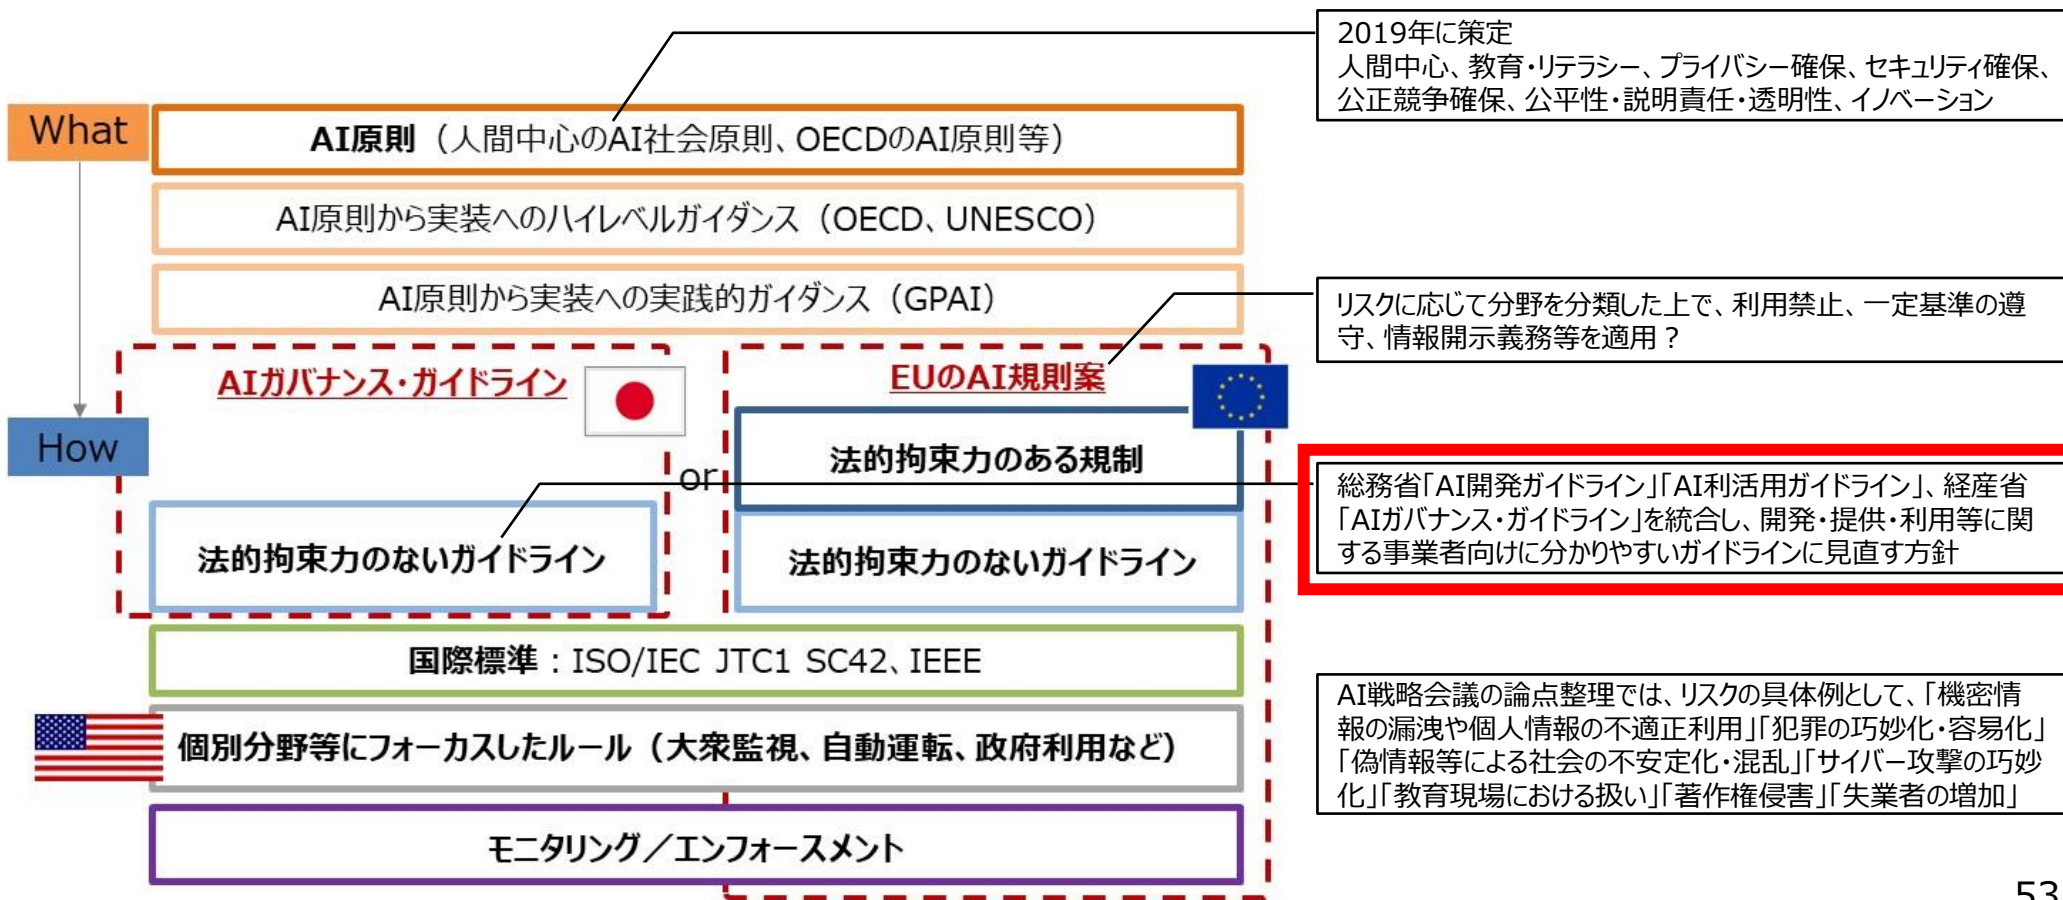 2019年に策定
人間中心、教育・リテラシー、プライバシー確保、セキュリティ確保、
公正競争確保、公平性・説明責任・透明性、イノベーション
What
AI原則（人間中心のAI社会原則、OECDのAI原則等）
AI原則から実装へのハイレベルガイダンス（OECD、UNESCO）
AI原則から実装への実践的ガイダンス（GPAI）
リスクに応じて分野を分類した上で、利用禁止、一定基準の遵
守、情報開示義務等を適用？
AIガバナンス・ガイドライン
EUのAI規則案
How
法的拘束力のある規制
or
総務省「AI開発ガイドライン」「AI利活用ガイドライン」、経産省
「AIガバナンス・ガイドライン」を統合し、開発・提供・利用等に関
する事業者向けに分かりやすいガイドラインに見直す方針
法的拘束力のないガイドライン
法的拘束力のないガイドライン
国際標準：ISO/IEC JTC1 SC42、IEEE
個別分野等にフォーカスしたルール（大衆監視、自動運転、政府利用など）
AI戦略会議の論点整理では、リスクの具体例として、「機密情
報の漏洩や個人情報の不適正利用」「犯罪の巧妙化・容易化」
「偽情報等による社会の不安定化・混乱」「サイバー攻撃の巧妙
化」「教育現場における扱い」「著作権侵害」「失業者の増加」
モニタリング／エンフォースメント
53